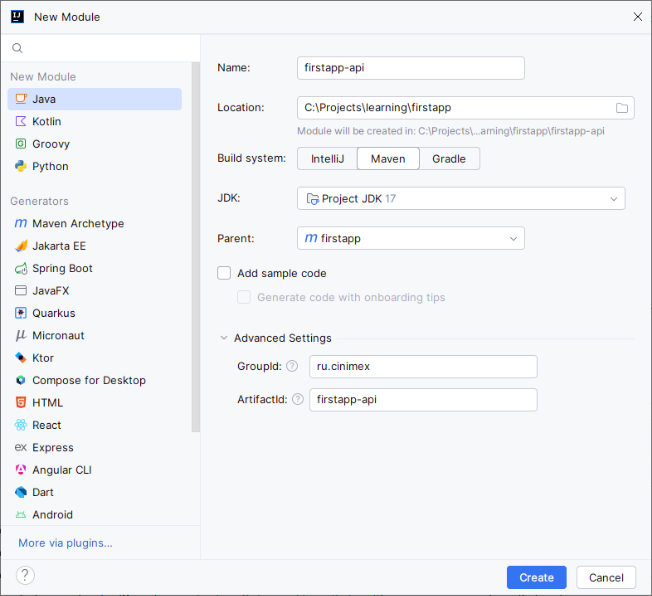 New Module
New Module
Java
Kotlin
Groovy
Python
Generators
Maven Archetype
Jakarta EE
Spring Boot
JavaFX
Quarkus
Micronaut
Ktor
Compose for Desktop
HTML
React
Express
Angular CLI
Dart
Android
More via plugins...
Name:
firstapp-api
Location:
C:\Projects\learning\firstapp
Module will be created in: C:\Projects\...arning\firstapp\firstapp-api
Build system:
IntelliJ
Maven
Gradle
JDK:
Project JDK 17
Parent:
firstapp
Add sample code
Generate code with onboarding tips
Advanced Settings
GroupId:
ru.cinimex
ArtifactId:
firstapp-api
Create
Cancel